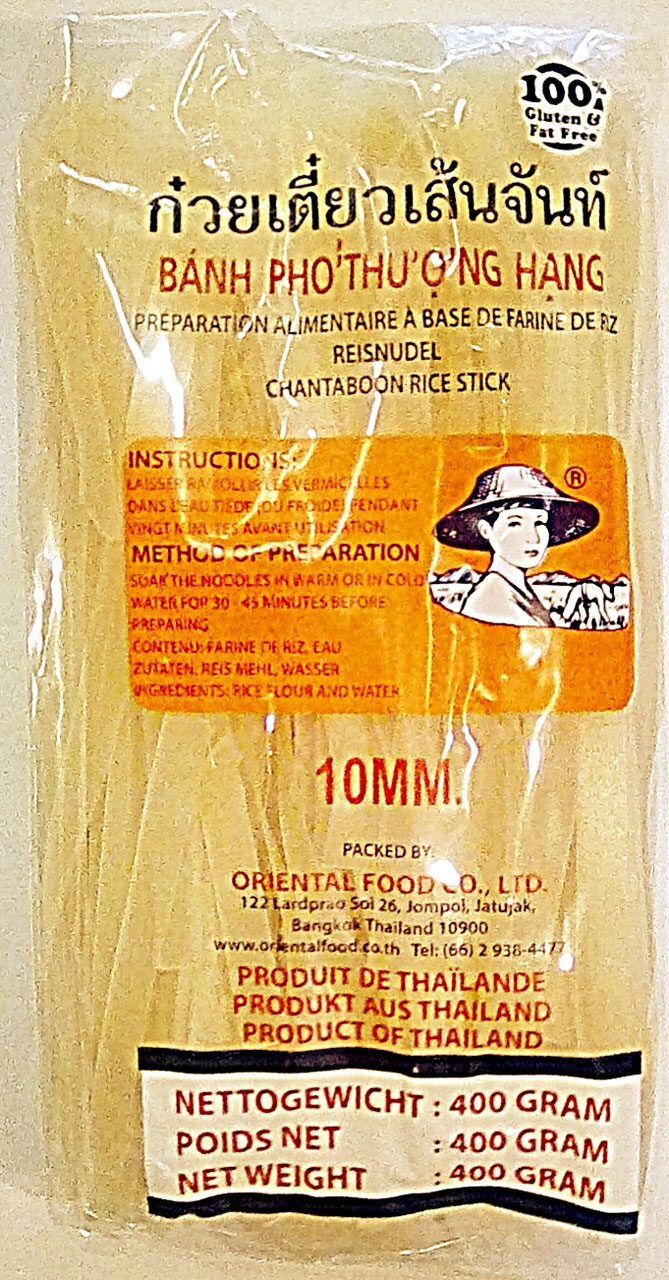 100%
Gluten &
Fat Free
ก๋วยเตี๋ยวเส้นจันท์
BÁNH PHO'THU'Ợ'NG HẠNG
PREPARATION ALIMENTAIRE À BASE DE FARINE DE RIZ
REISNUDEL
CHANTABOON RICE STICK
INSTRUCTIONS:
LAISSER RAMOLLIR LES VERMICELLES
DANS L'EAU TIEDE (OU FROIDE) PENDANT
VINGT MINUTES AVANT UTILISATION
METHOD OF PREPARATION
SOAK THE NOODLES IN WARM OR IN COLD
WATER FOR 30 - 45 MINUTES BEFORE
PREPARING
CONTENU: FARINE DE RIZ, EAU
ZUTATEN: REIS MEHL, WASSER
INGREDIENTS: RICE FLOUR AND WATER
®
10MM.
PACKED BY:
ORIENTAL FOOD CO., LTD.
122 Lardprao Soi 26, Jompol, Jatujak,
Bangkok Thailand 10900
www.orientalfood.co.th Tel: (66) 2 938-4477
PRODUIT DE THAÏLANDE
PRODUKT AUS THAILAND
PRODUCT OF THAILAND
NETTOGEWICHT : 400 GRAM
POIDS NET : 400 GRAM
NET WEIGHT : 400 GRAM